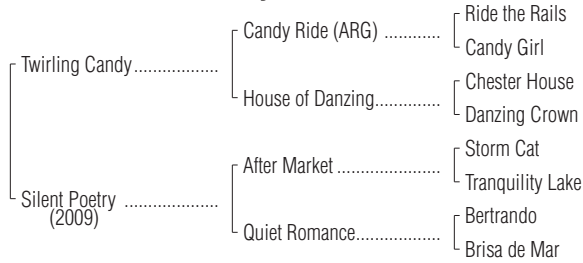 Ride the Rails
Candy Ride (ARG) ............
Candy Girl
Twirling Candy..................
Chester House
House of Danzing..............
Danzing Crown
Storm Cat
After Market ......................
Tranquility Lake
Silent Poetry ....................
(2009)
Bertrando
Quiet Romance..................
Brisa de Mar